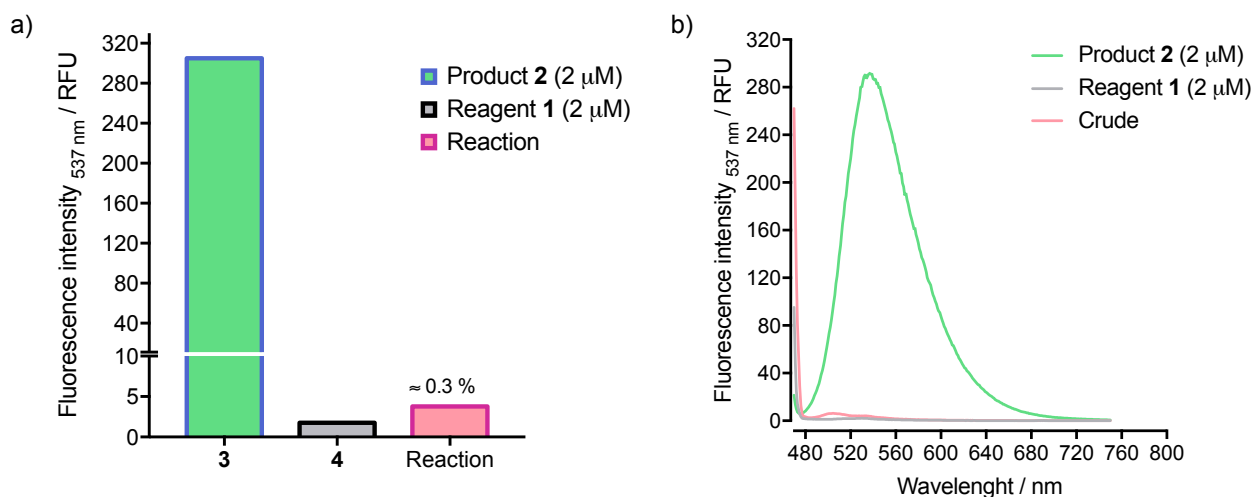 a)
Fluorescence intensity 537 nm / RFU
320
280
240
200
160
120
80
40
10
5
0
Product 2 (2 μM)
Reagent 1 (2 μM)
Reaction
≈ 0.3 %
3 4 Reaction
b)
Fluorescence intensity 537 nm / RFU
320
280
240
200
160
120
80
40
0
Product 2 (2 μM)
Reagent 1 (2 μM)
Crude
480 520 560 600 640 680 720 760 800
Wavelenght / nm